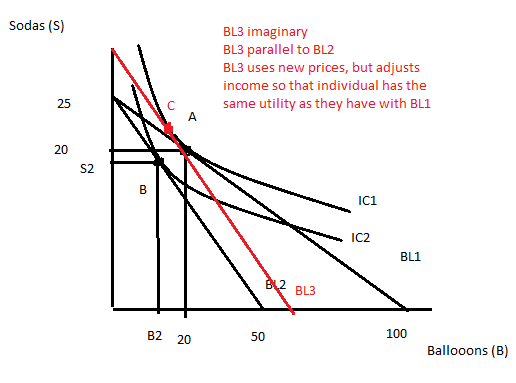 Sodas (S)
BL3 imaginary
BL3 parallel to BL2
BL3 uses new prices, but adjusts
income so that individual has the
same utility as they have with BL1
25
C
A
20
S2
B
IC1
IC2
BL1
BL2
BL3
B2
20
50
100
Ballooons (B)